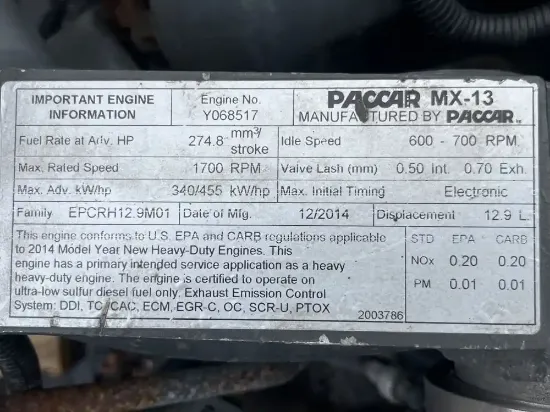 IMPORTANT ENGINE INFORMATION
Engine No. Y068517
PACCAR MX-13
MANUFACTURED BY PACCAR INC
Fuel Rate at Adv. HP 274.8 mm³/stroke
Idle Speed 600 - 700 RPM
Max. Rated Speed 1700 RPM
Valve Lash (mm) 0.50 Int. 0.70 Exh.
Max. Adv. kW/hp 340/455 kW/hp
Max. Initial Timing Electronic
Family EPCRH12.9M01
Date of Mfg. 12/2014
Displacement 12.9 L
This engine conforms to U.S. EPA and CARB regulations applicable
to 2014 Model Year New Heavy-Duty Engines. This
engine has a primary intended service application as a heavy
heavy-duty engine. The engine is certified to operate on
ultra-low sulfur diesel fuel only. Exhaust Emission Control
System: DDI, TC/CAC, ECM, EGR-C, OC, SCR-U, PTOX
2003786
STD EPA CARB
NOx 0.20 0.20
PM 0.01 0.01